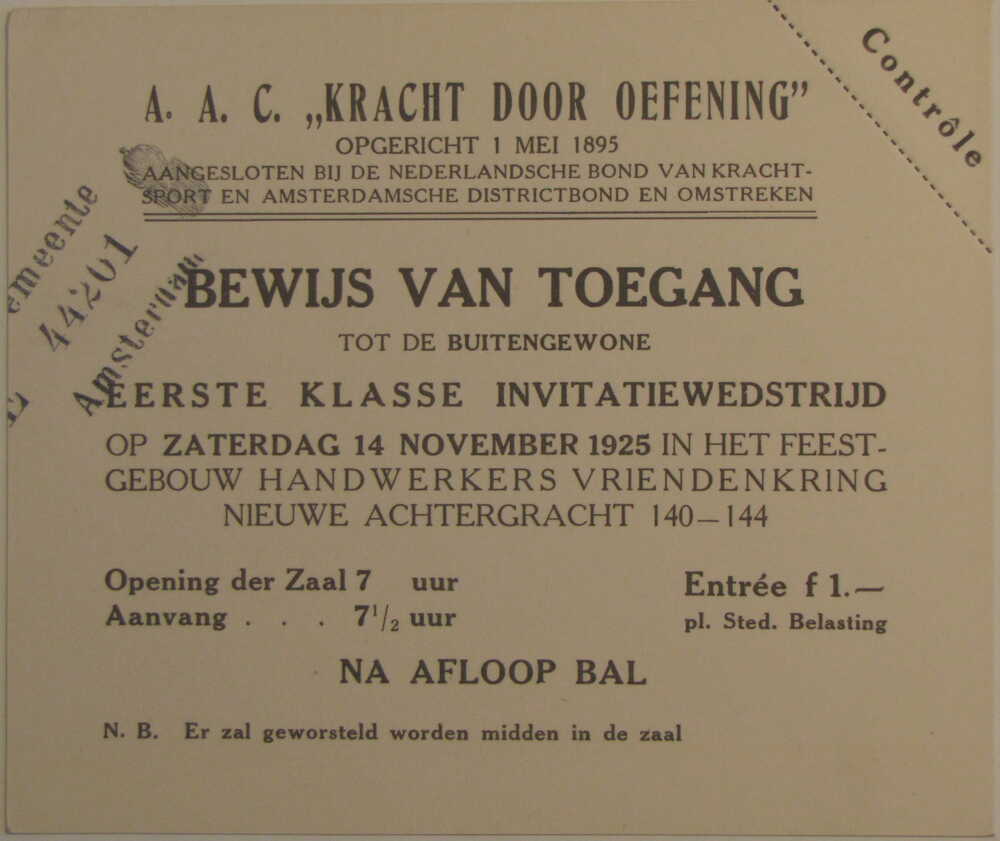 Contrôle
A. A. C. „KRACHT DOOR OEFENING”
OPGERICHT 1 MEI 1895
AANGESLOTEN BIJ DE NEDERLANDSCHE BOND VAN KRACHT-
SPORT EN AMSTERDAMSCHE DISTRICTBOND EN OMSTREKEN
emeente
44201
Amsterdam
BEWIJS VAN TOEGANG
TOT DE BUITENGEWONE
EERSTE KLASSE INVITATIEWEDSTRIJD
OP ZATERDAG 14 NOVEMBER 1925 IN HET FEEST-
GEBOUW HANDWERKERS VRIENDENKRING
NIEUWE ACHTERGRACHT 140—144
Opening der Zaal 7 uur
Aanvang . . . 7 1/2 uur
Entrée f 1.—
pl. Sted. Belasting
NA AFLOOP BAL
N. B. Er zal geworsteld worden midden in de zaal